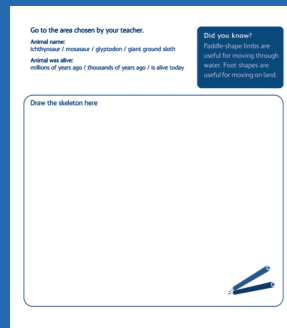 Go to the area chosen by your teacher.
Animal name:
Ichthyosaur / mosasaur / glyptodon / giant ground sloth
Animal was alive:
millions of years ago / thousands of years ago / is alive today
Did you know?
Paddle-shape limbs are
useful for moving through
water. Foot shapes are
useful for moving on land.
Draw the skeleton here